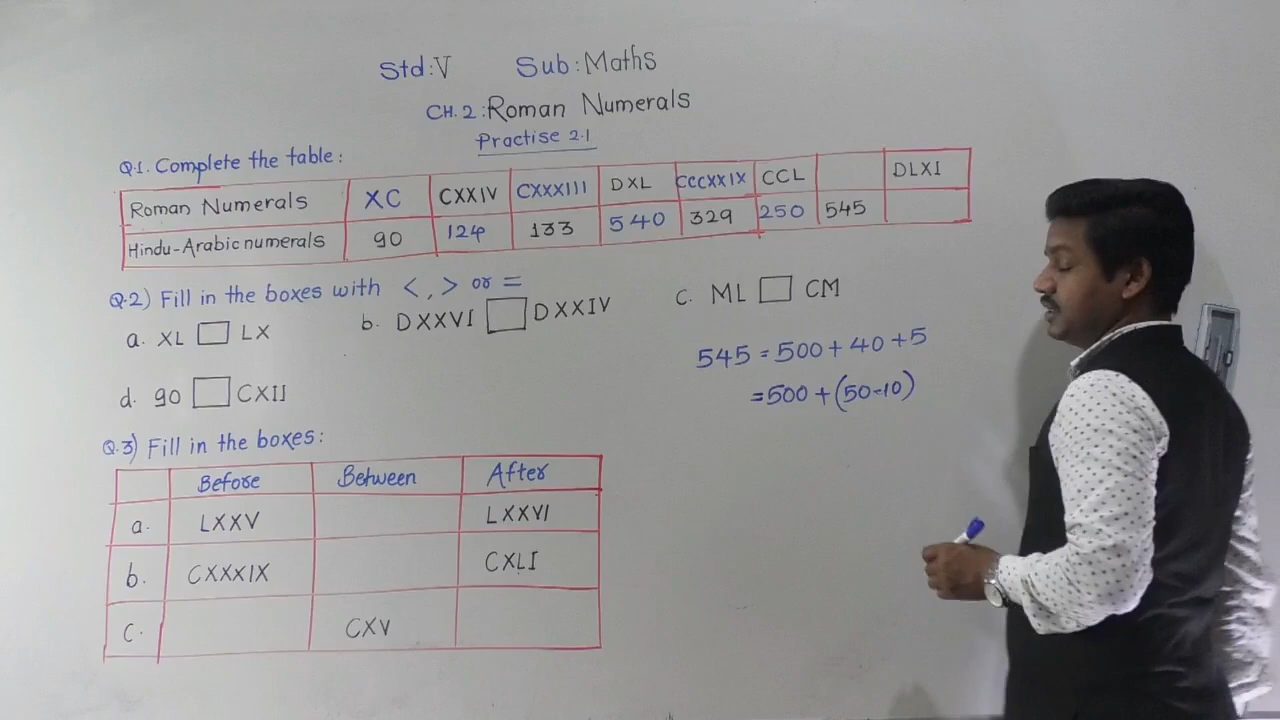 Std:V Sub:Maths
CH.2:Roman Numerals
Practise 2.1
Q.1. Complete the table:
Roman Numerals XC CXXIV CXXXIII DXL CCCXXIX CCL DLXI
Hindu-Arabic numerals 90 124 133 540 329 250 545
Q.2) Fill in the boxes with <, > or =
a. XL □ LX b. DXXVI □ DXXIV c. ML □ CM
545 = 500 + 40 + 5
= 500 + (50-10)
d. 90 □ CXII
Q.3) Fill in the boxes:
Before Between After
a. LXXV LXXVI
b. CXXXIX CXLI
c. CXV